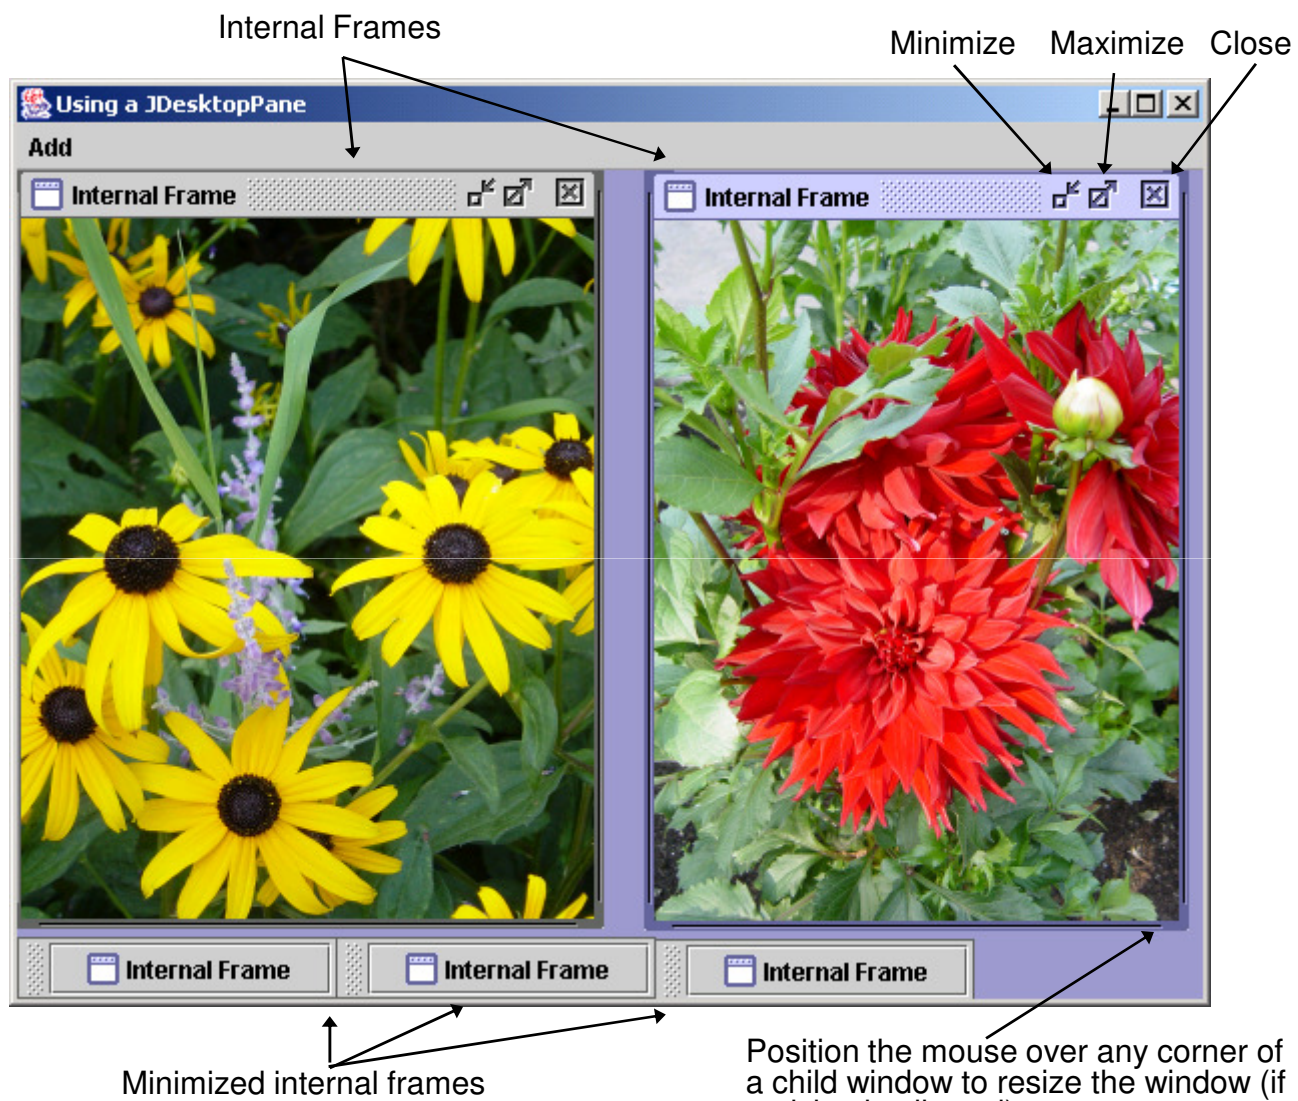 Internal Frames
Minimize Maximize Close
Using a JDesktopPane
Add
Internal Frame
Internal Frame
Internal Frame
Internal Frame
Internal Frame
Minimized internal frames
Position the mouse over any corner of
a child window to resize the window (if